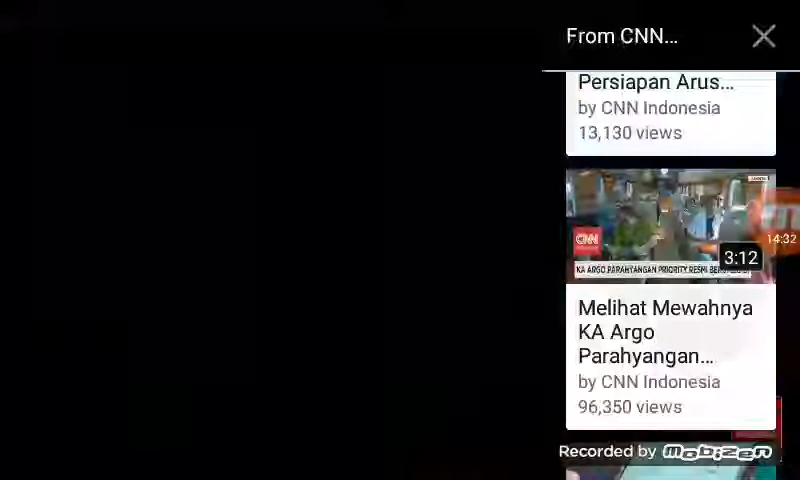 From CNN...
Persiapan Arus...
by CNN Indonesia
13,130 views
CNN
14:32
3:12
KA ARGO PARAHYANGAN PRIORITY RESMI
Melihat Mewahnya
KA Argo
Parahyangan...
by CNN Indonesia
96,350 views
Recorded by mobizen